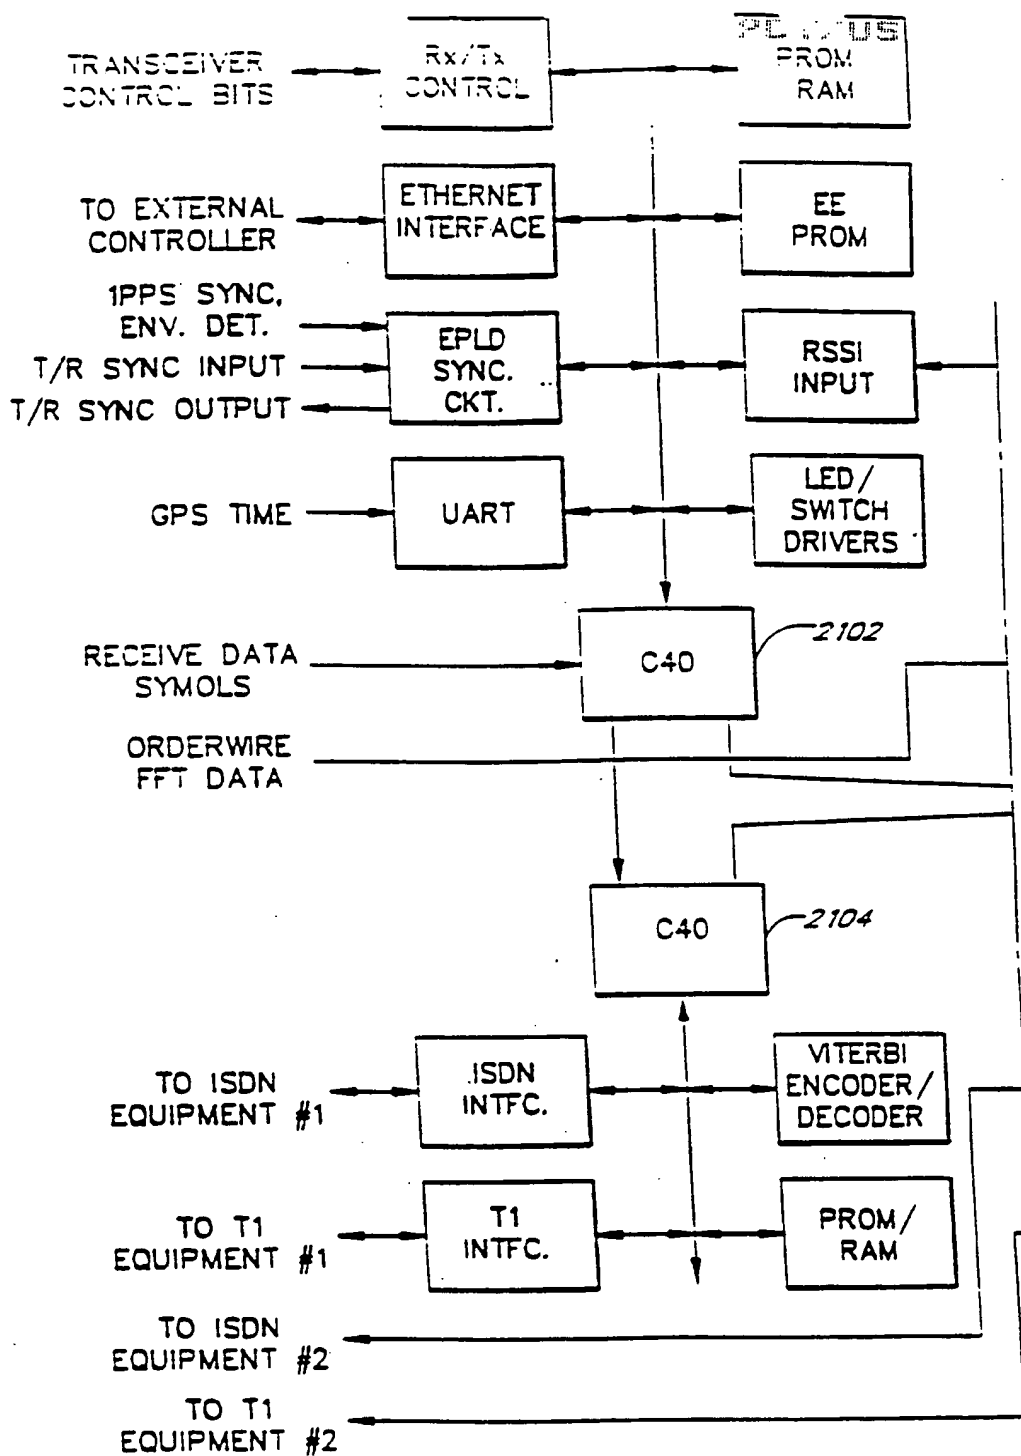 TRANSCEIVER
CONTROL BITS
Rx/Tx
CONTROL
PROM
RAM
TO EXTERNAL
CONTROLLER
ETHERNET
INTERFACE
EE
PROM
1PPS SYNC,
ENV. DET.
T/R SYNC INPUT
T/R SYNC OUTPUT
EPLD
SYNC.
CKT.
RSSI
INPUT
GPS TIME
UART
LED/
SWITCH
DRIVERS
RECEIVE DATA
SYMOLS
C40
2102
ORDERWIRE
FFT DATA
C40
2104
TO ISDN
EQUIPMENT #1
ISDN
INTFC.
VITERBI
ENCODER/
DECODER
TO T1
EQUIPMENT #1
T1
INTFC.
PROM/
RAM
TO ISDN
EQUIPMENT #2
TO T1
EQUIPMENT #2